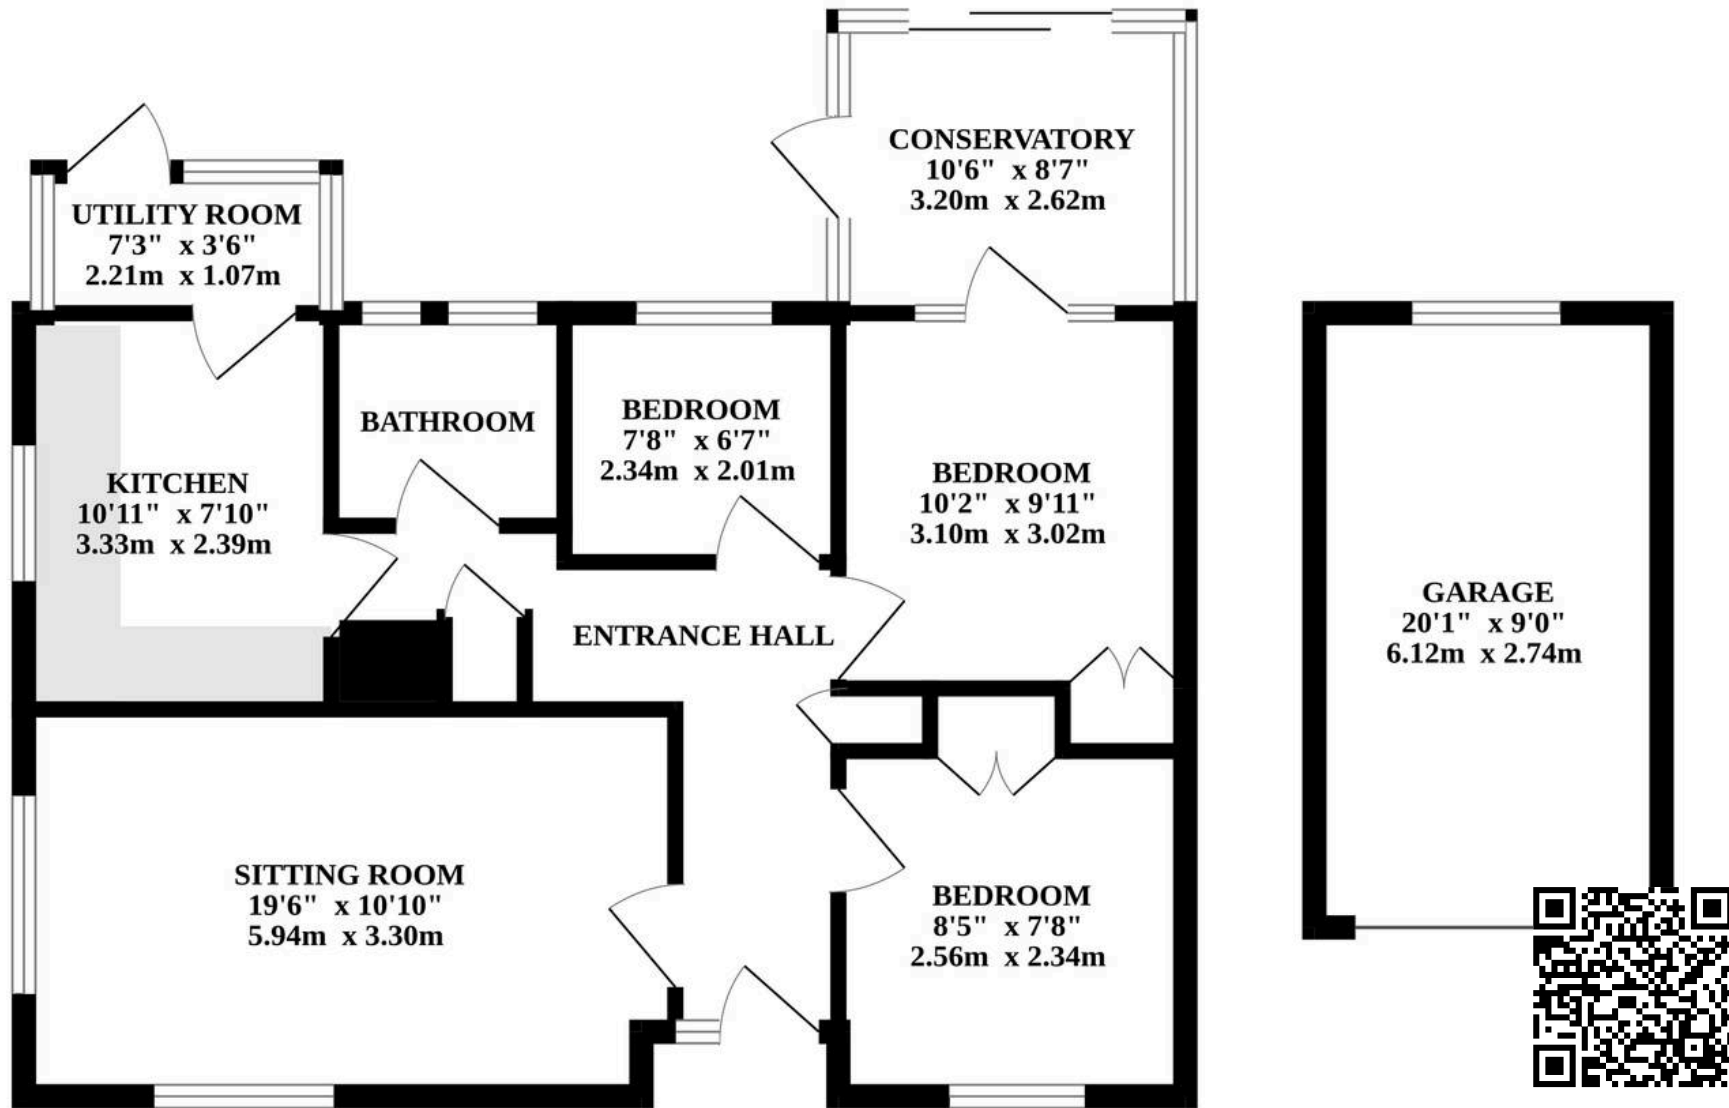 CONSERVATORY
10'6" x 8'7"
3.20m x 2.62m
UTILITY ROOM
7'3" x 3'6"
2.21m x 1.07m
BATHROOM
BEDROOM
7'8" x 6'7"
2.34m x 2.01m
KITCHEN
10'11" x 7'10"
3.33m x 2.39m
BEDROOM
10'2" x 9'11"
3.10m x 3.02m
GARAGE
20'1" x 9'0"
6.12m x 2.74m
ENTRANCE HALL
SITTING ROOM
19'6" x 10'10"
5.94m x 3.30m
BEDROOM
8'5" x 7'8"
2.56m x 2.34m